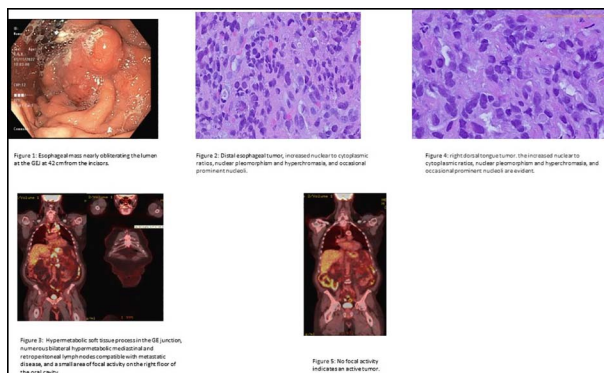 Figure 1: Esophageal mass nearly obliterating the lumen
at the GEJ at 42 cm from the incisors.
Figure 2: Distal esophageal tumor, increased nuclear to cytoplasmic
ratios, nuclear pleomorphism and hyperchromasia, and occasional
prominent nucleoli.
Figure 4: right dorsal tongue tumor. the increased nuclear to
cytoplasmic ratios, nuclear pleomorphism and hyperchromasia, and
occasional prominent nucleoli are evident.
Figure 3: Hypermetabolic soft tissue process in the GE junction,
numerous bilateral hypermetabolic mediastinal and
retroperitoneal lymph nodes compatible with metastatic
disease, and a small area of focal activity on the right floor of
the oral cavity.
Figure 5: No focal activity
indicates an active tumor.